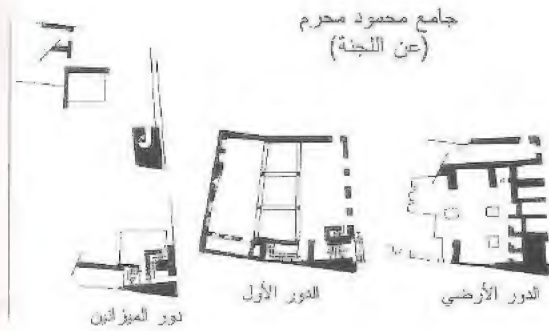 جامع محمود محرم
(عن اللجنة)
الدور الأرضي
الدور الأول
دور الميزانين